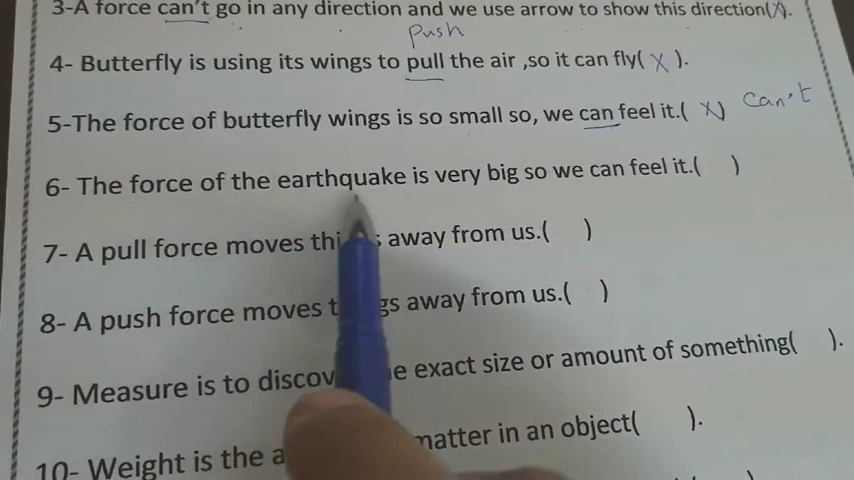 3-A force can't go in any direction and we use arrow to show this direction(X).
push
4- Butterfly is using its wings to pull the air ,so it can fly( X ).
5-The force of butterfly wings is so small so, we can feel it.( X) can't
6- The force of the earthquake is very big so we can feel it.( )
7- A pull force moves thi s away from us.( )
8- A push force moves t gs away from us.( )
9- Measure is to discov e exact size or amount of something( ).
10- Weight is the a matter in an object( ).